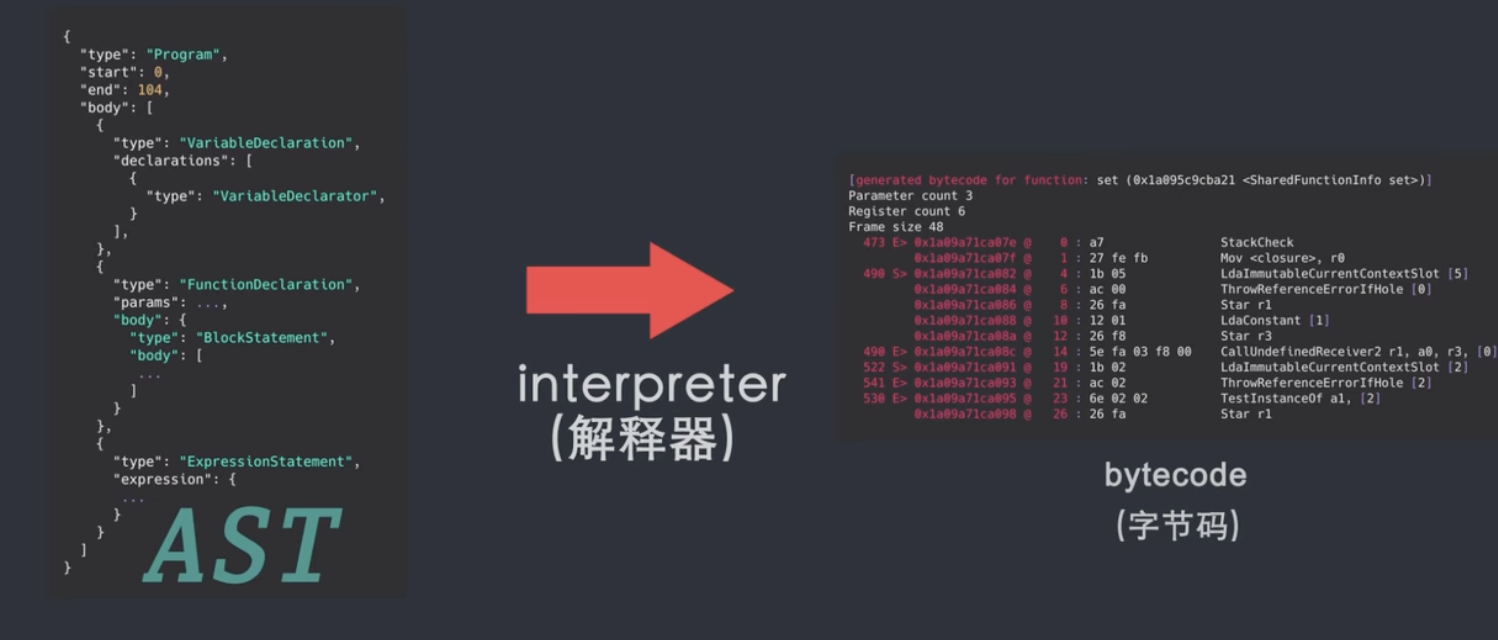 {
"type": "Program",
"start": 0,
"end": 104,
"body": [
{
"type": "VariableDeclaration",
"declarations": [
{
"type": "VariableDeclarator",
}
],
},
{
"type": "FunctionDeclaration",
"params": ...,
"body": {
"type": "BlockStatement",
"body": [
...
]
}
},
{
"type": "ExpressionStatement",
"expression": {
...
}
}
]
}
AST
interpreter
(解释器)
[generated bytecode for function: set (0x1a095c9cba21 <SharedFunctionInfo set>)]
Parameter count 3
Register count 6
Frame size 48
473 E> 0x1a09a71ca07e @ 0 : a7 StackCheck
0x1a09a71ca07f @ 1 : 27 fe fb Mov <closure>, r0
490 S> 0x1a09a71ca082 @ 4 : 1b 05 LdaImmutableCurrentContextSlot [5]
0x1a09a71ca084 @ 6 : ac 00 ThrowReferenceErrorIfHole [0]
0x1a09a71ca086 @ 8 : 26 fa Star r1
0x1a09a71ca088 @ 10 : 12 01 LdaConstant [1]
0x1a09a71ca08a @ 12 : 26 f8 Star r3
490 E> 0x1a09a71ca08c @ 14 : 5e fa 03 f8 00 CallUndefinedReceiver2 r1, a0, r3, [0]
522 S> 0x1a09a71ca091 @ 19 : 1b 02 LdaImmutableCurrentContextSlot [2]
541 E> 0x1a09a71ca093 @ 21 : ac 02 ThrowReferenceErrorIfHole [2]
530 E> 0x1a09a71ca095 @ 23 : 6e 02 02 TestInstanceOf a1, [2]
0x1a09a71ca098 @ 26 : 26 fa Star r1
bytecode
(字节码)